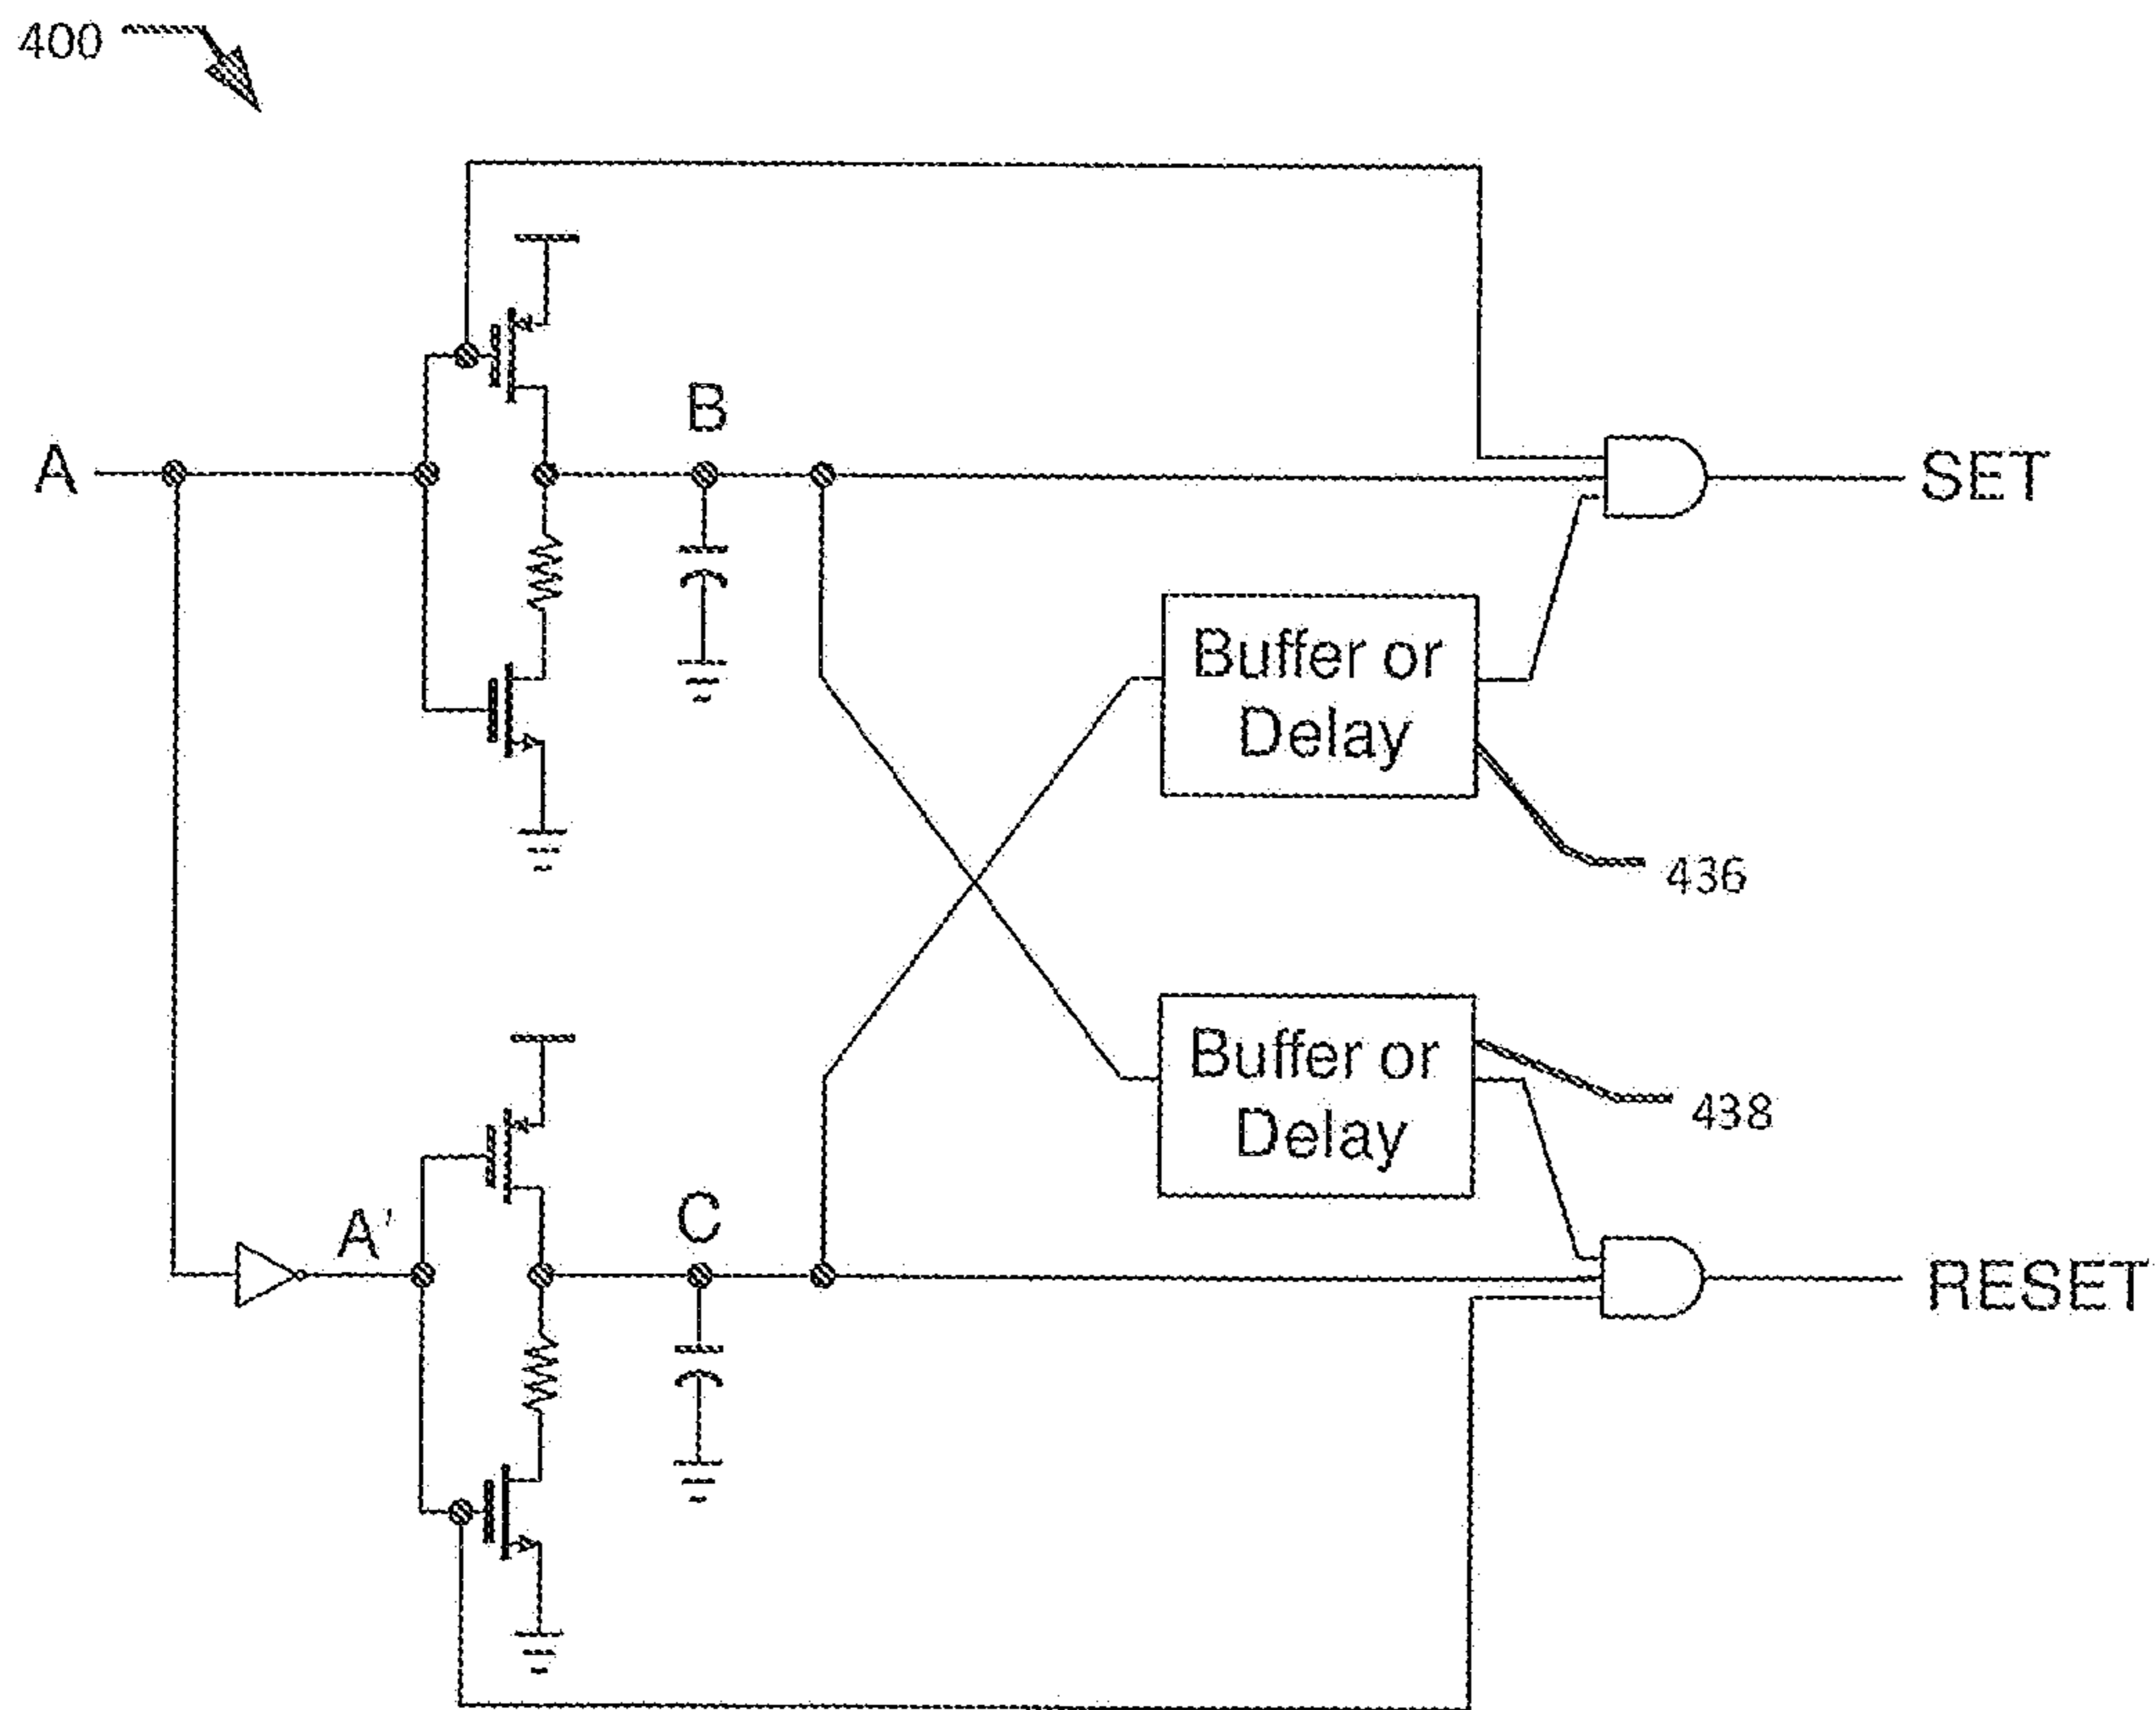 400
B
A
SET
Buffer or
Delay
436
Buffer or
Delay
438
A'
C
RESET